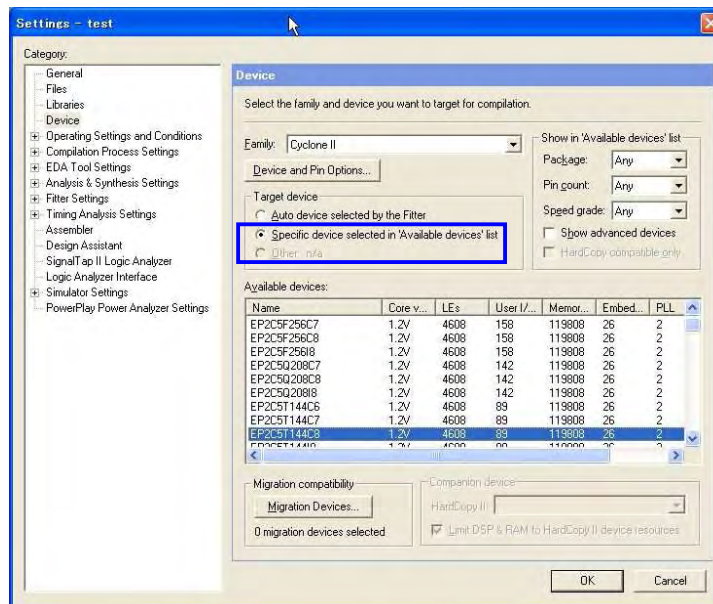 Settings - test
Category:
General
Files
Libraries
Device
Operating Settings and Conditions
Compilation Process Settings
EDA Tool Settings
Analysis & Synthesis Settings
Fitter Settings
Timing Analysis Settings
Assembler
Design Assistant
SignalTap II Logic Analyzer
Logic Analyzer Interface
Simulator Settings
PowerPlay Power Analyzer Settings
Device
Select the family and device you want to target for compilation.
Family: Cyclone II
Device and Pin Options...
Target device
Auto device selected by the Fitter
Specific device selected in 'Available devices' list
Other: n/a
Show in 'Available devices' list
Package: Any
Pin count: Any
Speed grade: Any
Show advanced devices
HardCopy compatible only
Available devices:
Name Core v... LEs User I/... Memor... Embed... PLL
EP2C5F256C7 1.2V 4608 158 119808 26 2
EP2C5F256C8 1.2V 4608 158 119808 26 2
EP2C5F256I8 1.2V 4608 158 119808 26 2
EP2C5Q208C7 1.2V 4608 142 119808 26 2
EP2C5Q208C8 1.2V 4608 142 119808 26 2
EP2C5Q208I8 1.2V 4608 142 119808 26 2
EP2C5T144C6 1.2V 4608 89 119808 26 2
EP2C5T144C7 1.2V 4608 89 119808 26 2
EP2C5T144C8 1.2V 4608 89 119808 26 2
Migration compatibility
Migration Devices...
0 migration devices selected
Companion device
HardCopy II:
Limit DSP & RAM to HardCopy II device resources
OK Cancel